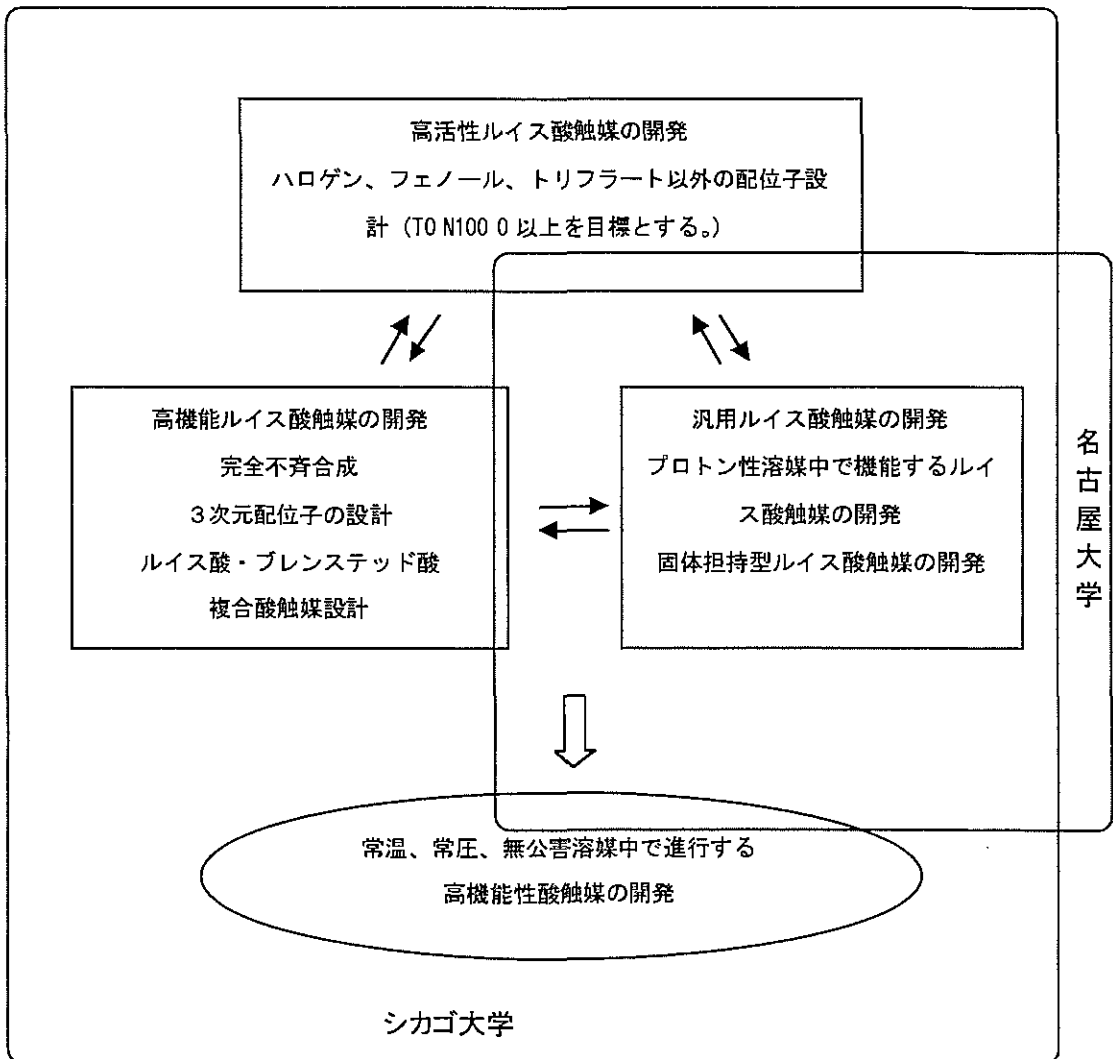 高活性ルイス酸触媒の開発
ハロゲン、フェノール、トリフラート以外の配位子設
計（TO N100 0 以上を目標とする。）
高機能ルイス酸触媒の開発
完全不斉合成
3次元配位子の設計
ルイス酸・ブレンステッド酸
複合酸触媒設計
汎用ルイス酸触媒の開発
プロトン性溶媒中で機能するルイ
ス酸触媒の開発
固体担持型ルイス酸触媒の開発
名古屋大学
常温、常圧、無公害溶媒中で進行する
高機能性酸触媒の開発
シカゴ大学